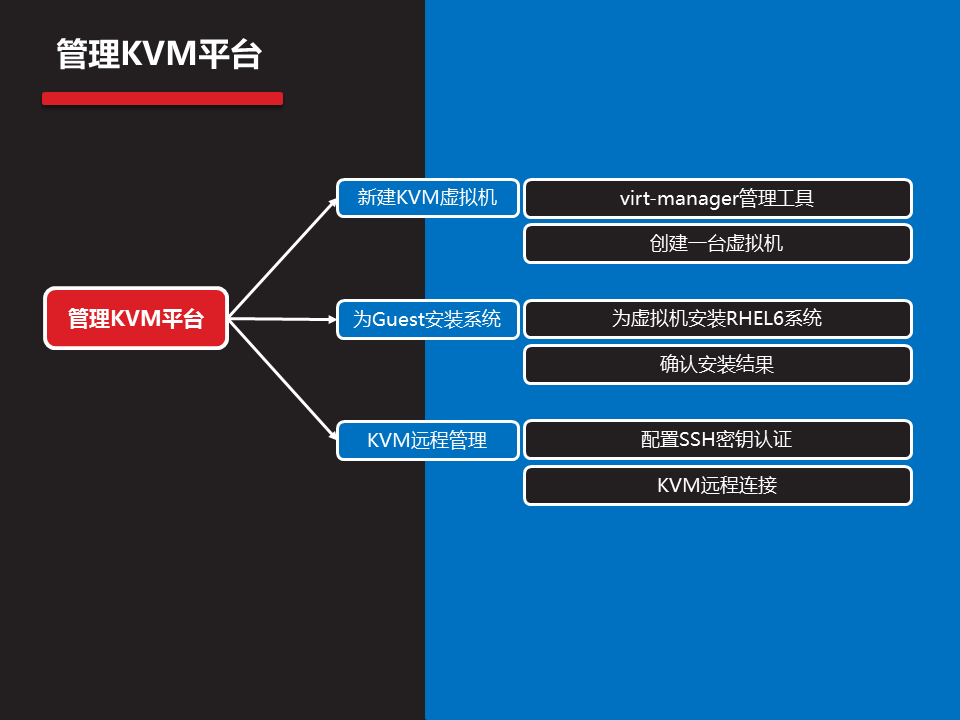 管理KVM平台
管理KVM平台
新建KVM虚拟机
virt-manager管理工具
创建一台虚拟机
为Guest安装系统
为虚拟机安装RHEL6系统
确认安装结果
KVM远程管理
配置SSH密钥认证
KVM远程连接